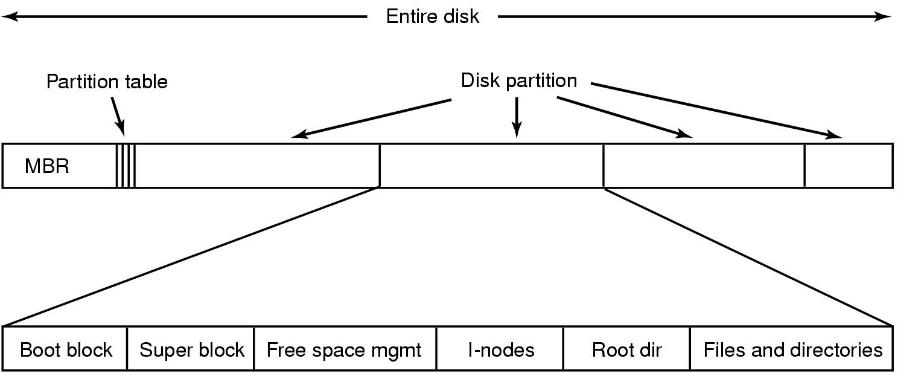 Entire disk
Partition table
Disk partition
MBR
Boot block
Super block
Free space mgmt
I-nodes
Root dir
Files and directories